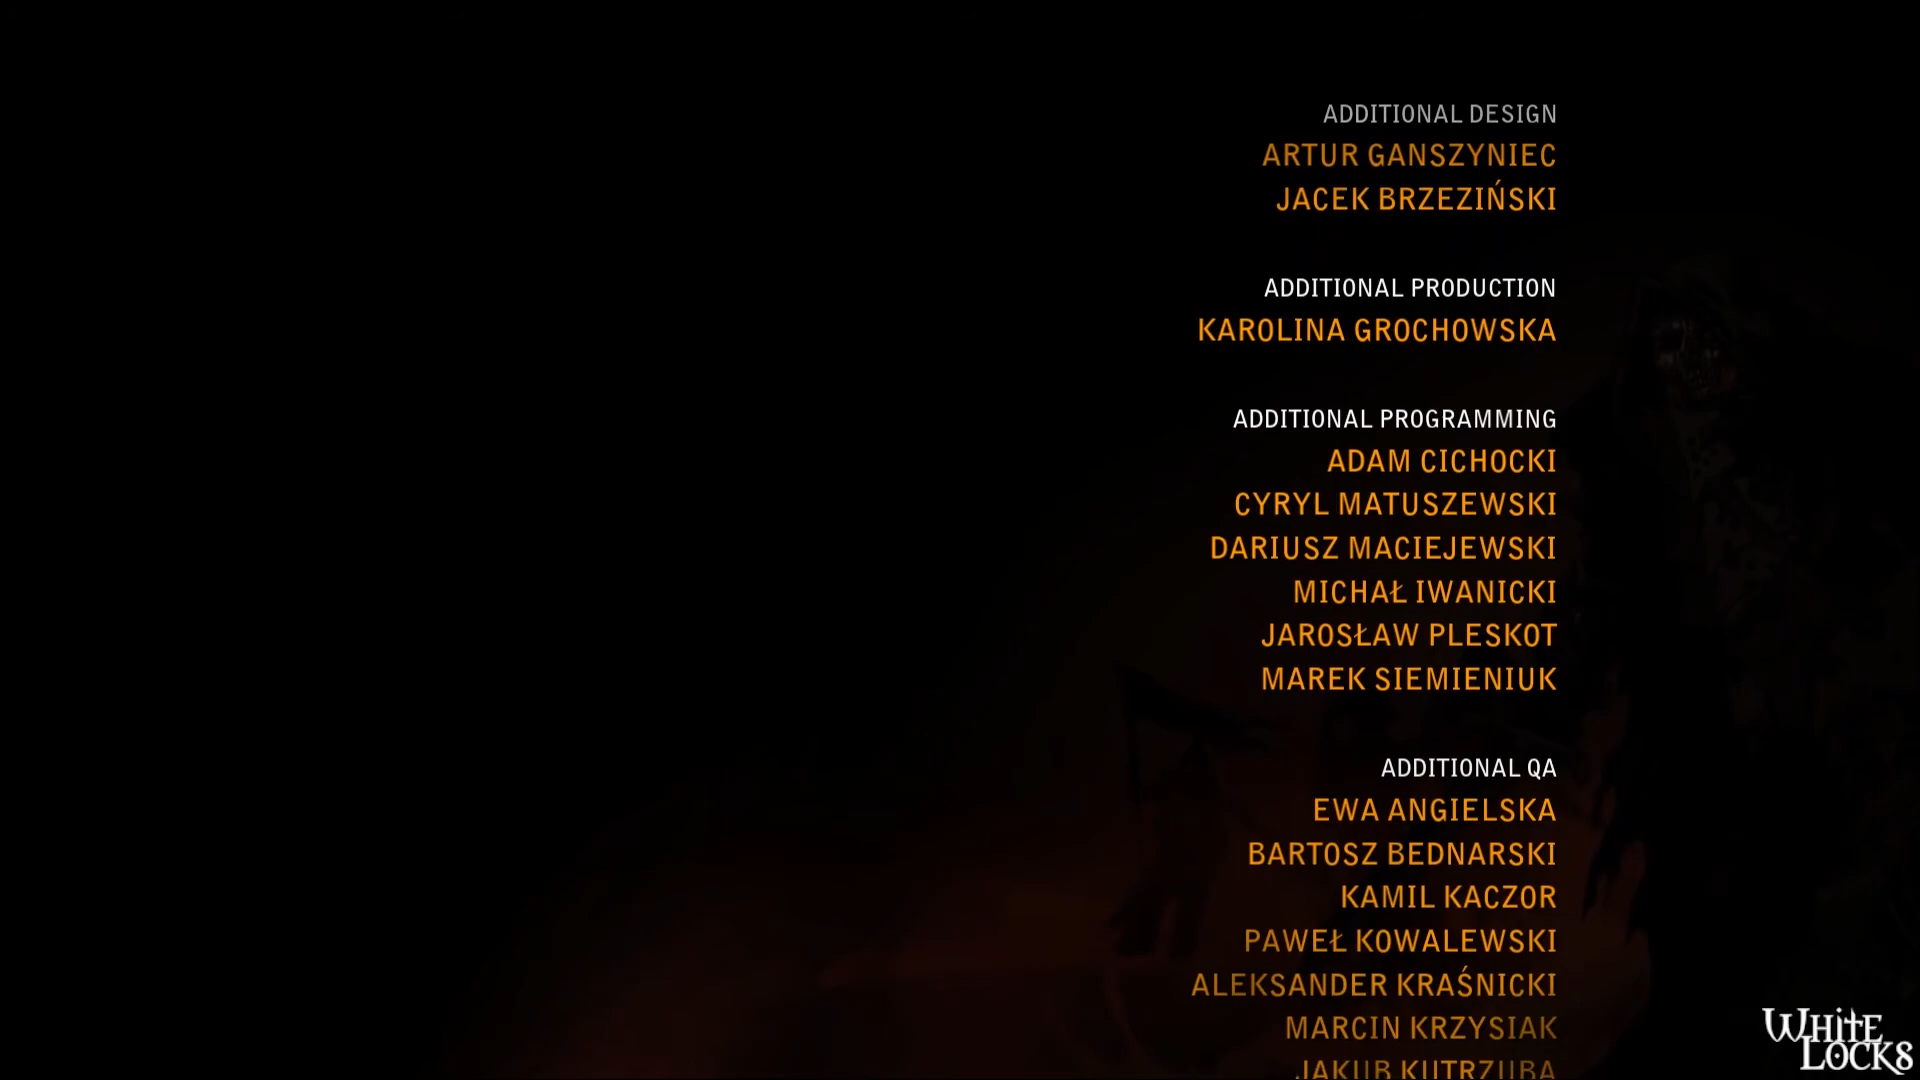 ADDITIONAL DESIGN
ARTUR GANSZYNIEC
JACEK BRZEZIŃSKI
ADDITIONAL PRODUCTION
KAROLINA GROCHOWSKA
ADDITIONAL PROGRAMMING
ADAM CICHOCKI
CYRYL MATUSZEWSKI
DARIUSZ MACIEJEWSKI
MICHAŁ IWANICKI
JAROSŁAW PLESKOT
MAREK SIEMIENIUK
ADDITIONAL QA
EWA ANGIELSKA
BARTOSZ BEDNARSKI
KAMIL KACZOR
PAWEŁ KOWALEWSKI
ALEKSANDER KRAŚNICKI
MARCIN KRZYSIAK
JAKUB KUTRZUBA
WHITE
LOCKS